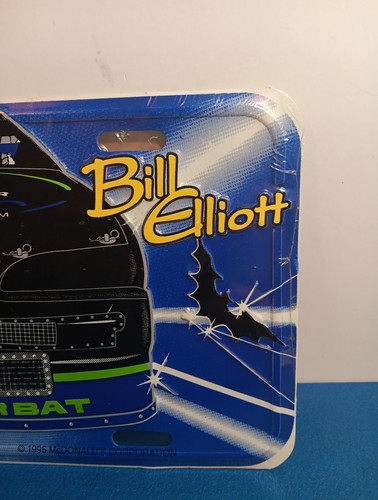 Bill
Elliott
R
M
RBAT
© 1995 McDONALD'S CORPORATION